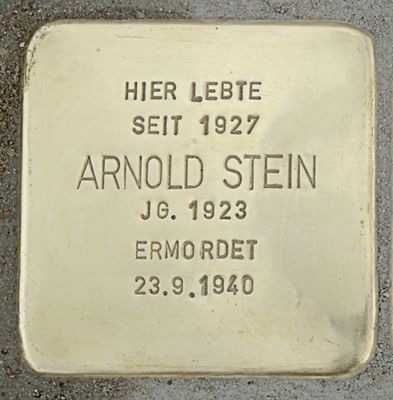 HIER LEBTE
SEIT 1927
ARNOLD STEIN
JG. 1923
ERMORDET
23.9.1940